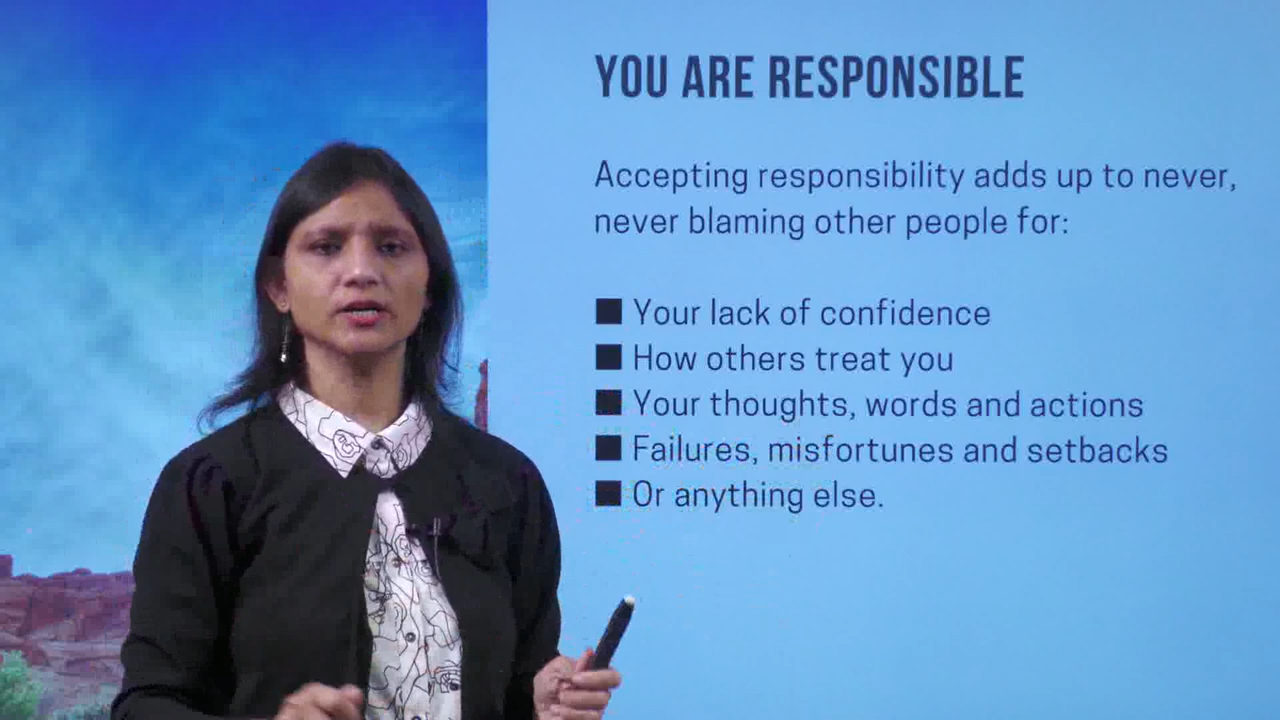 YOU ARE RESPONSIBLE
Accepting responsibility adds up to never,
never blaming other people for:
■ Your lack of confidence
■ How others treat you
■ Your thoughts, words and actions
■ Failures, misfortunes and setbacks
■ Or anything else.